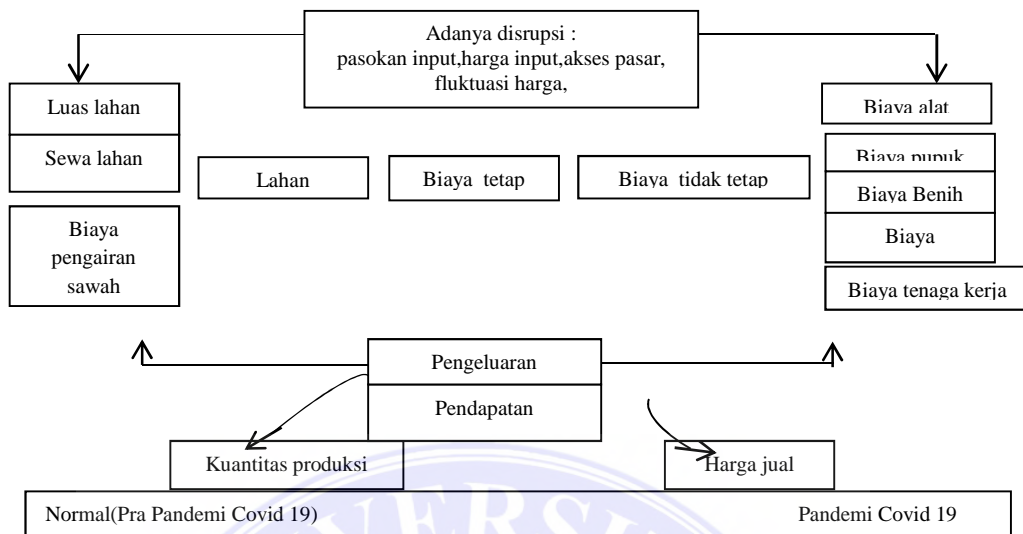 Adanya disrupsi :
pasokan input,harga input,akses pasar,
fluktuasi harga,
Luas lahan
Sewa lahan
Biaya
pengairan
sawah
Lahan
Biaya tetap
Biaya tidak tetap
Biaya alat
Biaya pupuk
Biaya Benih
Biaya
Biaya tenaga kerja
Pengeluaran
Pendapatan
Kuantitas produksi
Harga jual
Normal(Pra Pandemi Covid 19) Pandemi Covid 19